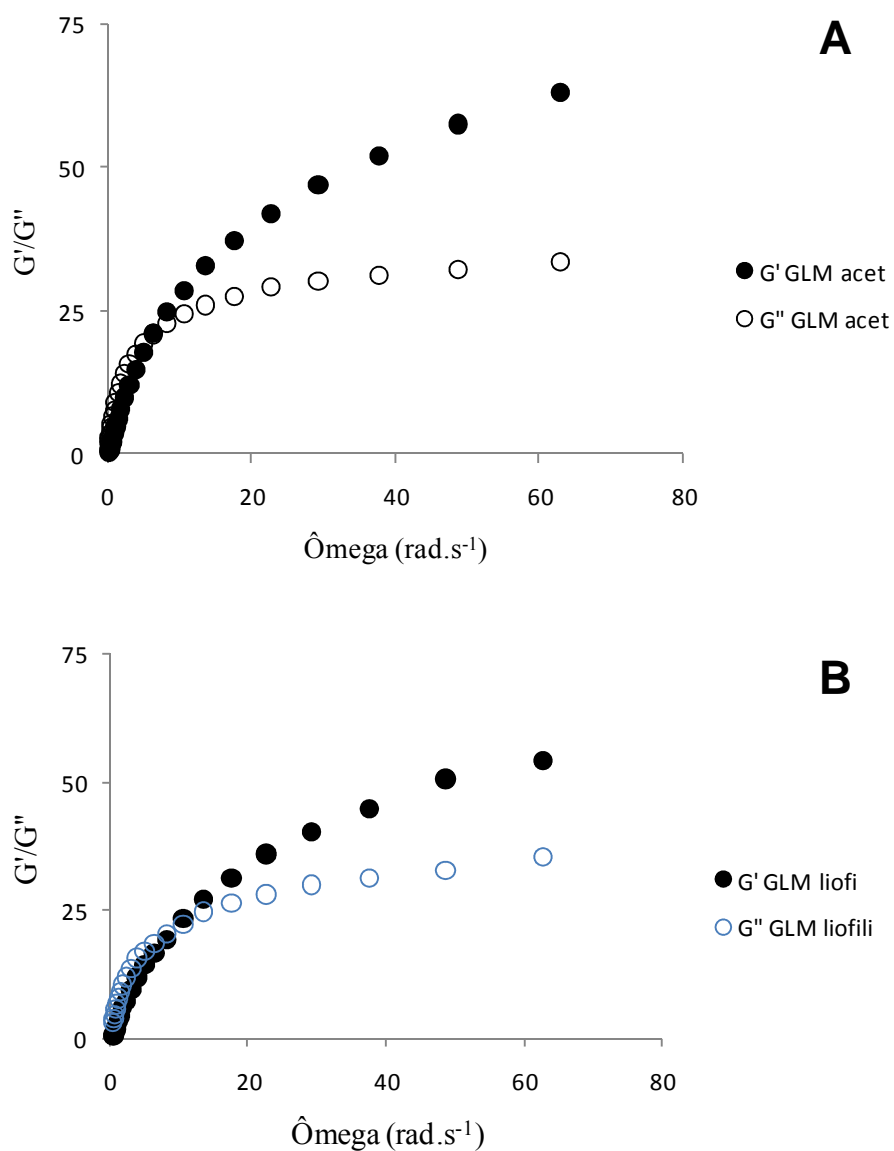 A
75
50
25
0
G'/G"
0 20 40 60 80
Ômega (rad.s⁻¹)
G' GLM acet
G" GLM acet
B
75
50
25
0
G'/G"
0 20 40 60 80
Ômega (rad.s⁻¹)
G' GLM liofi
G" GLM liofili